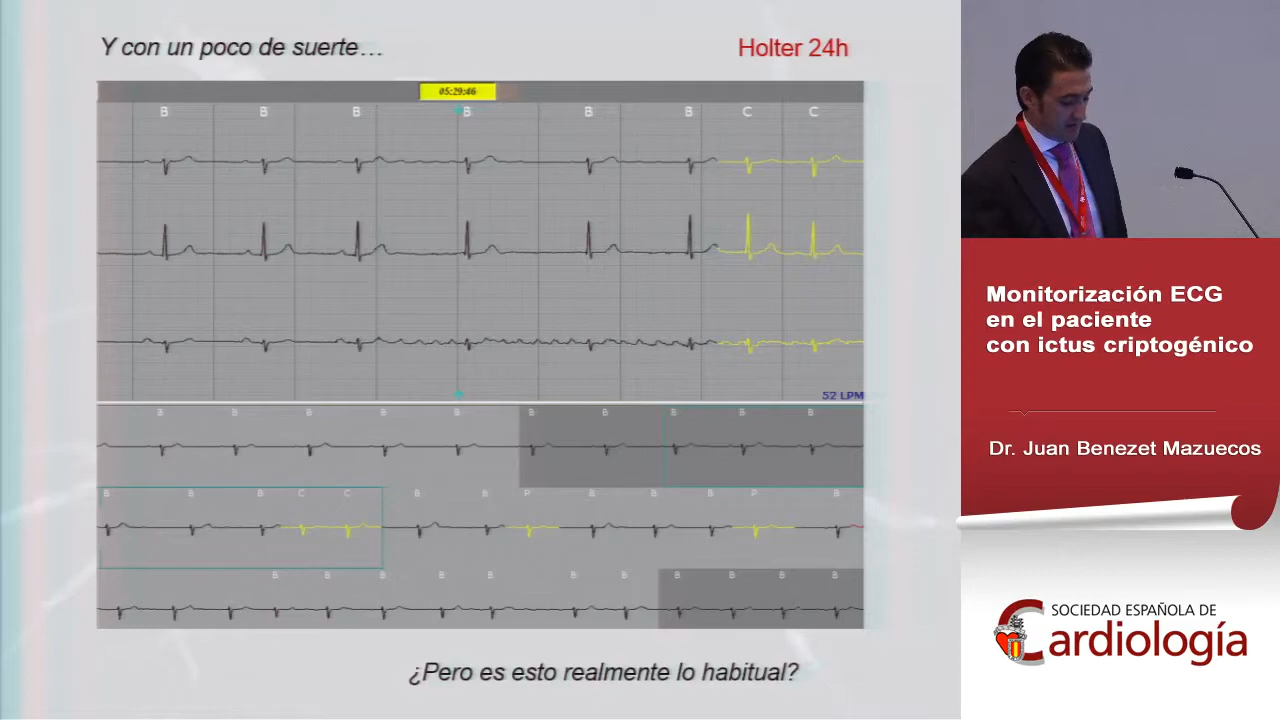 Y con un poco de suerte…
Holter 24h
05:29:46
B B B B B B C C
52 LPM
B B B B B B B B B B
B B B C C B B P B B B P B
B B B B B B B B B B B
Monitorización ECG
en el paciente
con ictus criptogénico
Dr. Juan Benezet Mazuecos
SOCIEDAD ESPAÑOLA DE
Cardiología
¿Pero es esto realmente lo habitual?